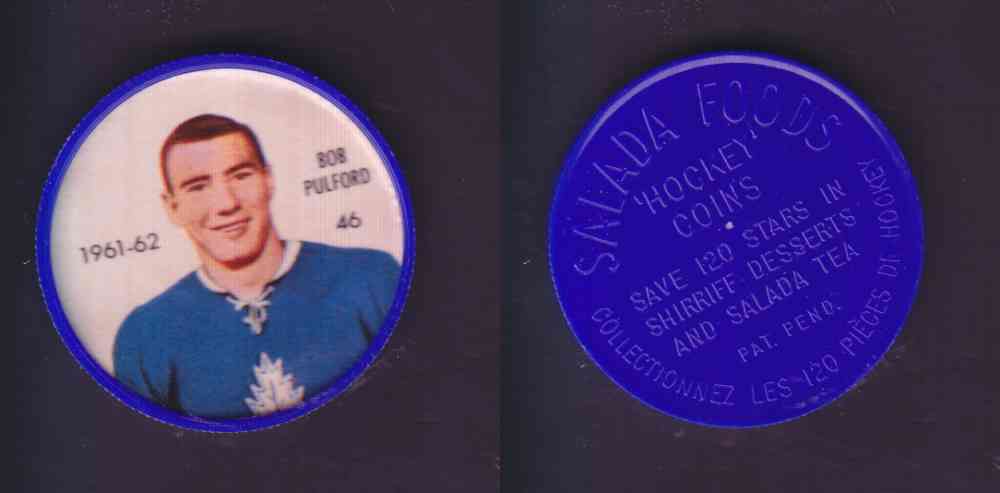 BOB
PULFORD
46
1961-62
SALADA FOODS
'HOCKEY'
COINS
SAVE 120 STARS IN
SHIRRIFF DESSERTS
AND SALADA TEA
PAT. PEND.
COLLECTIONNEZ LES 120 PIÈCES DE HOCKEY